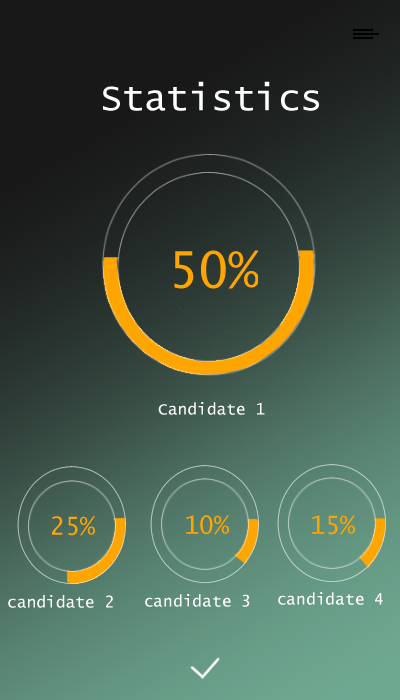 Statistics
50%
Candidate 1
25%
10%
15%
candidate 2
candidate 3
candidate 4